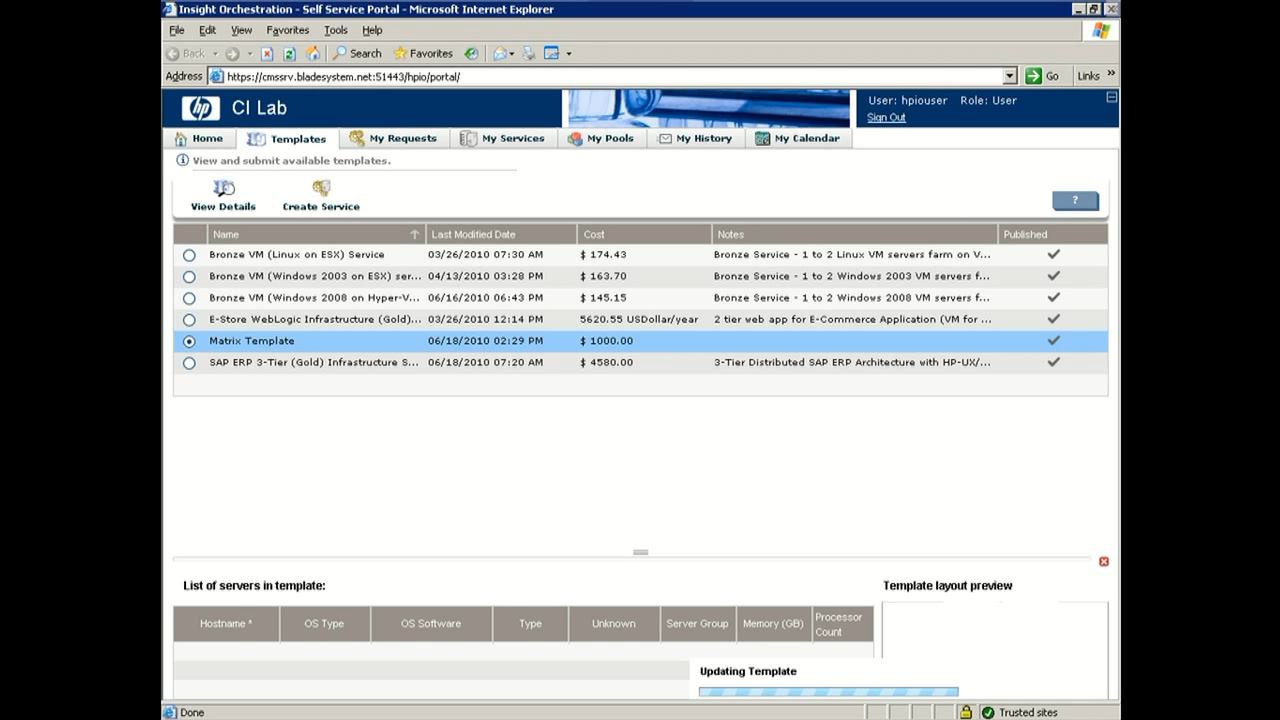 Insight Orchestration - Self Service Portal - Microsoft Internet Explorer
File Edit View Favorites Tools Help
Back Search Favorites
Address https://cmssrv.bladesystem.net:51443/hpio/portal/ Go Links »
hp CI Lab User: hpiouser Role: User
Sign Out
Home Templates My Requests My Services My Pools My History My Calendar
View and submit available templates.
View Details Create Service ?
Name Last Modified Date Cost Notes Published
Bronze VM (Linux on ESX) Service 03/26/2010 07:30 AM $ 174.43 Bronze Service - 1 to 2 Linux VM servers farm on V...
Bronze VM (Windows 2003 on ESX) ser... 04/13/2010 03:28 PM $ 163.70 Bronze Service - 1 to 2 Windows 2003 VM servers f...
Bronze VM (Windows 2008 on Hyper-V... 06/16/2010 06:43 PM $ 145.15 Bronze Service - 1 to 2 Windows 2008 VM servers f...
E-Store WebLogic Infrastructure (Gold)... 03/26/2010 12:14 PM 5620.55 USDollar/year 2 tier web app for E-Commerce Application (VM for ...
Matrix Template 06/18/2010 02:29 PM $ 1000.00
SAP ERP 3-Tier (Gold) Infrastructure S... 06/18/2010 07:20 AM $ 4580.00 3-Tier Distributed SAP ERP Architecture with HP-UX/...
List of servers in template: Template layout preview
Hostname * OS Type OS Software Type Unknown Server Group Memory (GB) Processor Count
Updating Template
Done Trusted sites